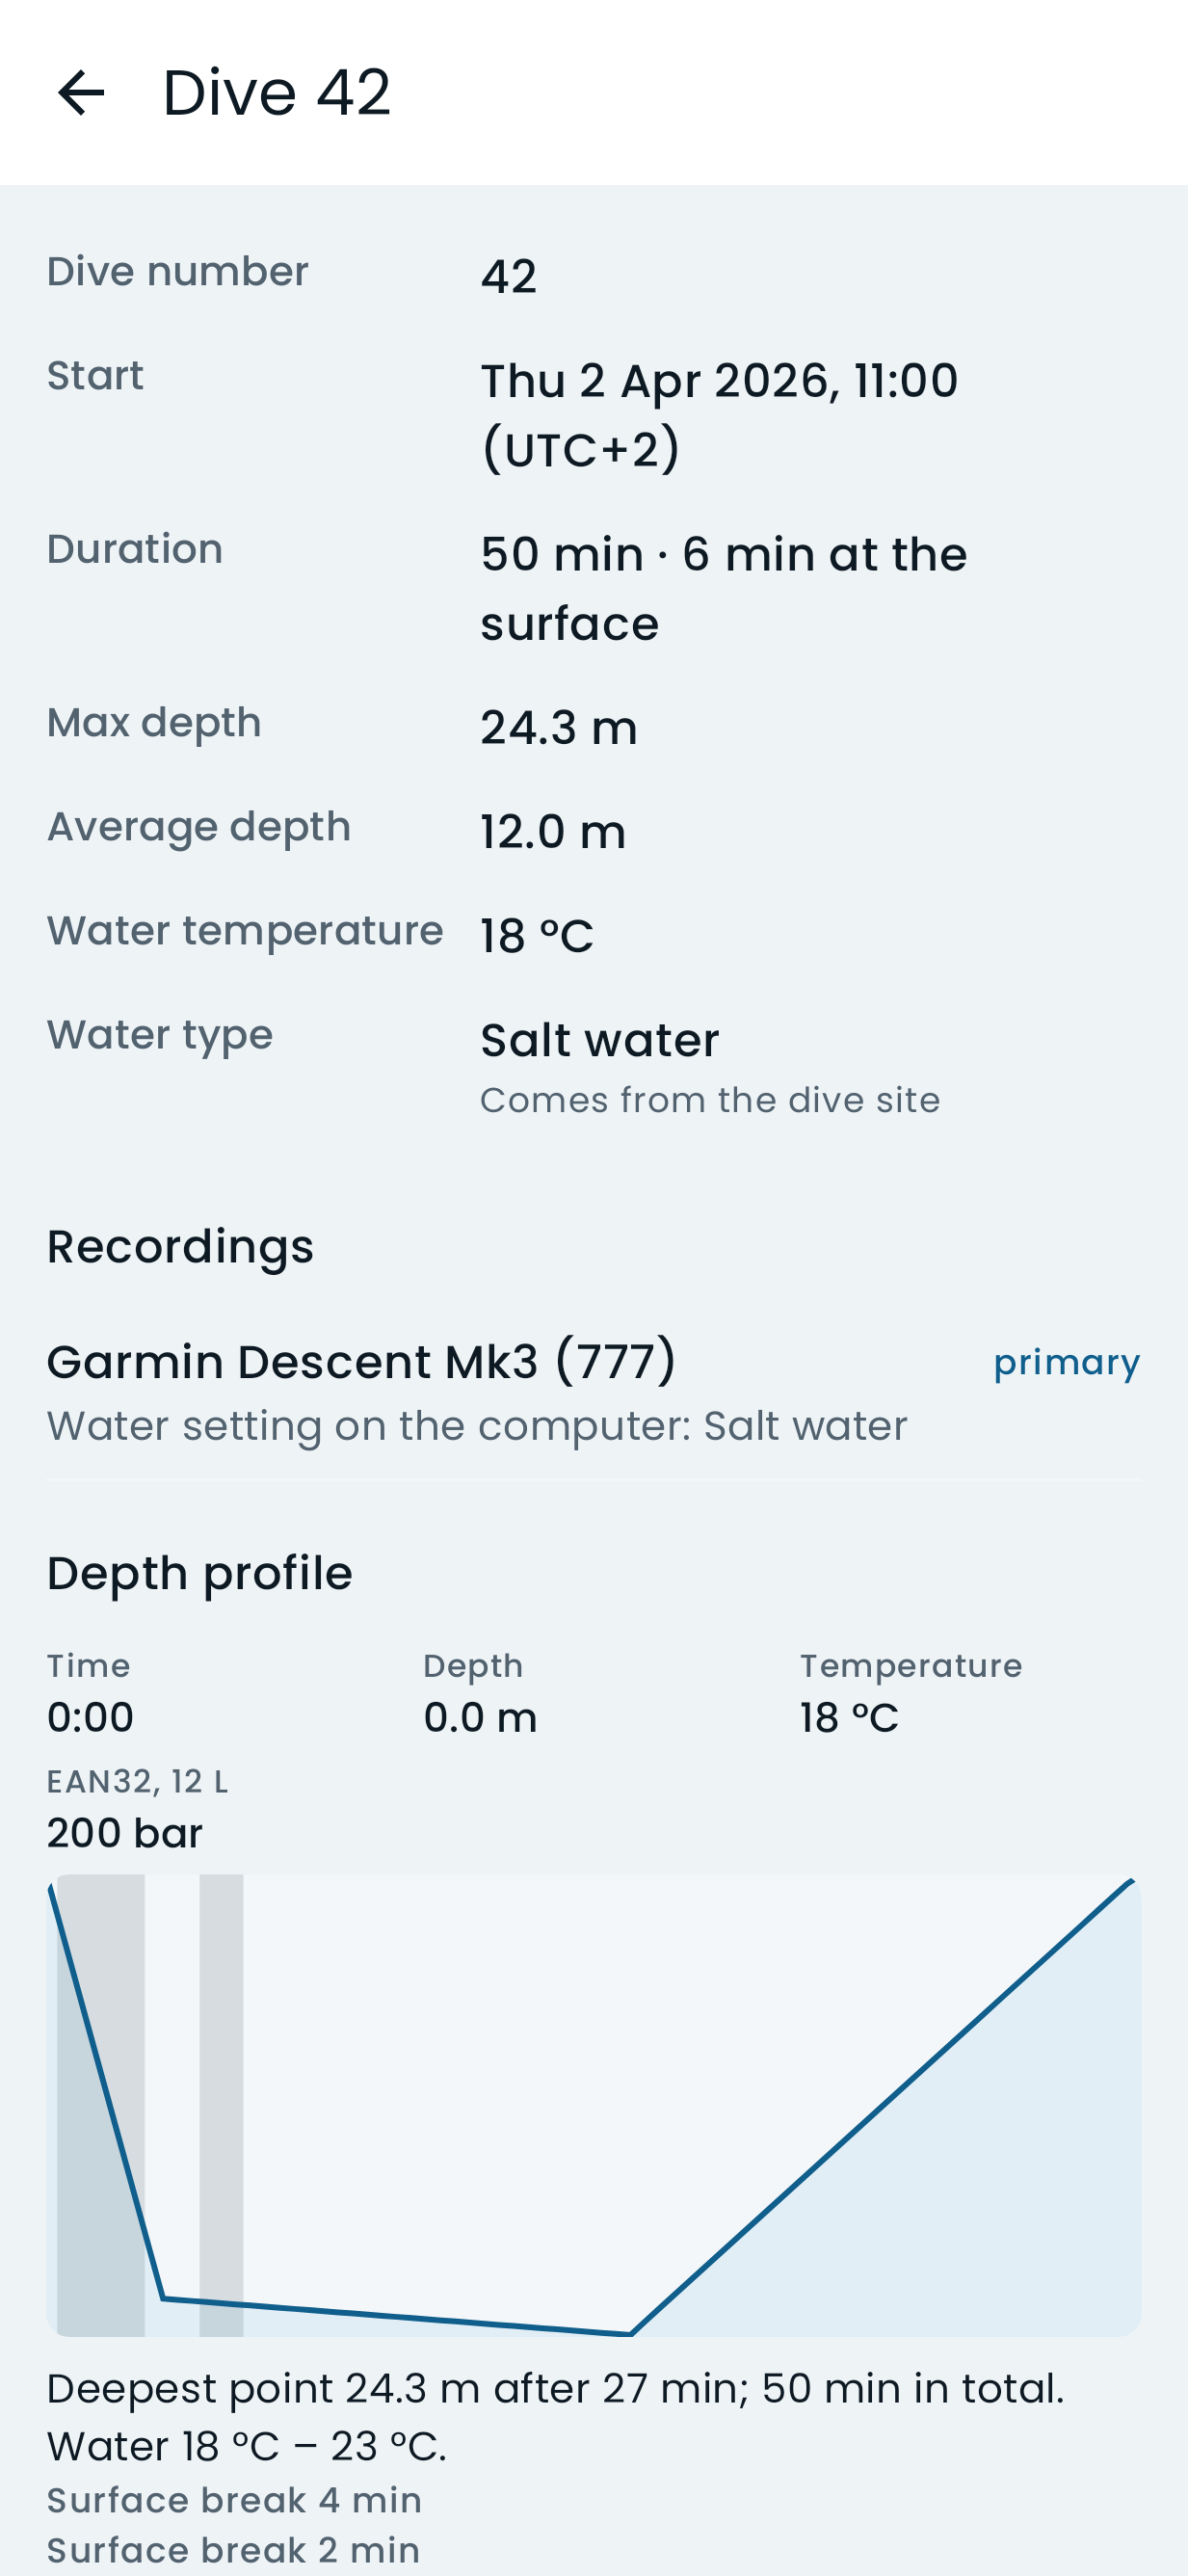 Dive 42
Dive number 42
Start Thu 2 Apr 2026, 11:00
(UTC+2)
Duration 50 min · 6 min at the
surface
Max depth 24.3 m
Average depth 12.0 m
Water temperature 18 °C
Water type Salt water
Comes from the dive site
Recordings
Garmin Descent Mk3 (777) primary
Water setting on the computer: Salt water
Depth profile
Time Depth Temperature
0:00 0.0 m 18 °C
EAN32, 12 L
200 bar
Deepest point 24.3 m after 27 min; 50 min in total.
Water 18 °C – 23 °C.
Surface break 4 min
Surface break 2 min